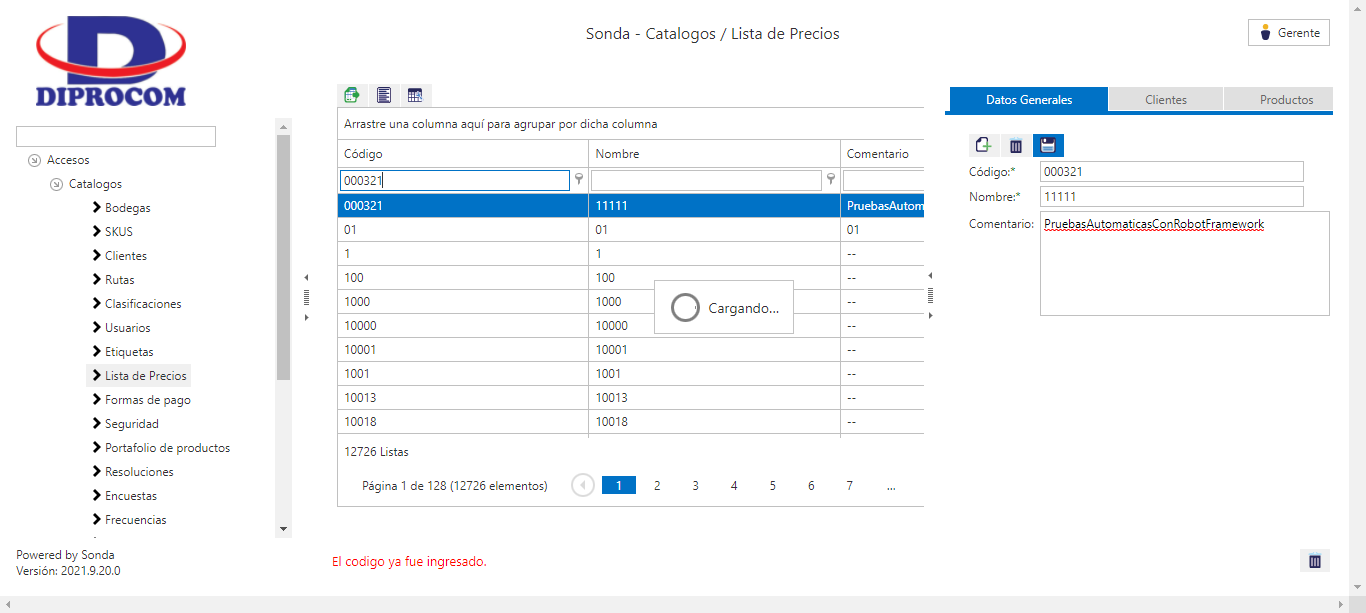 DIPROCOM
Sonda - Catalogos / Lista de Precios
Gerente
Accesos
Catalogos
Bodegas
SKUS
Clientes
Rutas
Clasificaciones
Usuarios
Etiquetas
Lista de Precios
Formas de pago
Seguridad
Portafolio de productos
Resoluciones
Encuestas
Frecuencias
Powered by Sonda
Versión: 2021.9.20.0
Arrastre una columna aquí para agrupar por dicha columna
Código Nombre Comentario
000321
000321 11111 PruebasAutom
01 01 01
1 1 --
100 100 --
1000 1000 --
10000 10000 --
10001 10001 --
1001 1001 --
10013 10013 --
10018 10018 --
Cargando...
12726 Listas
Página 1 de 128 (12726 elementos) 1 2 3 4 5 6 7 ...
El codigo ya fue ingresado.
Datos Generales Clientes Productos
Código:* 000321
Nombre:* 11111
Comentario: PruebasAutomaticasConRobotFramework